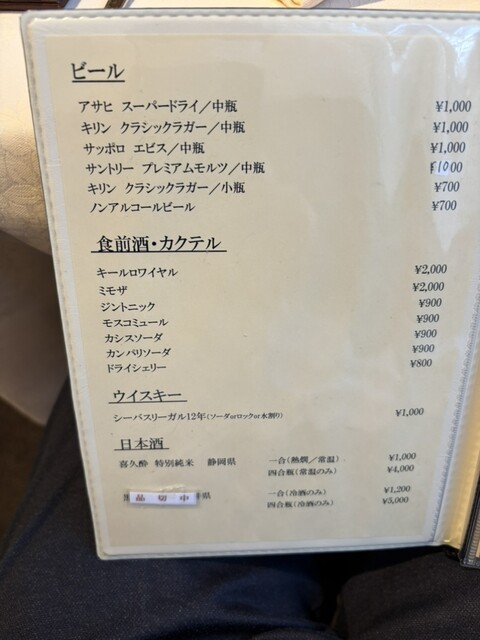 ビール
アサヒ スーパードライ／中瓶 ¥1,000
キリン クラシックラガー／中瓶 ¥1,000
サッポロ エビス／中瓶 ¥1,000
サントリー プレミアムモルツ／中瓶
キリン クラシックラガー／小瓶 ¥700
ノンアルコールビール ¥700
食前酒・カクテル
キールロワイヤル ¥2,000
ミモザ ¥2,000
ジントニック ¥900
モスコミュール ¥900
カシスソーダ ¥900
カンパリソーダ ¥900
ドライシェリー ¥800
ウイスキー
シーバスリーガル12年(ソーダorロックor水割り) ¥1,000
日本酒
喜久酔 特別純米 静岡県 一合(熱燗／常温) ¥1,000
四合瓶(常温のみ) ¥4,000
品切中 県 一合(冷酒のみ) ¥1,200
四合瓶(冷酒のみ) ¥5,000